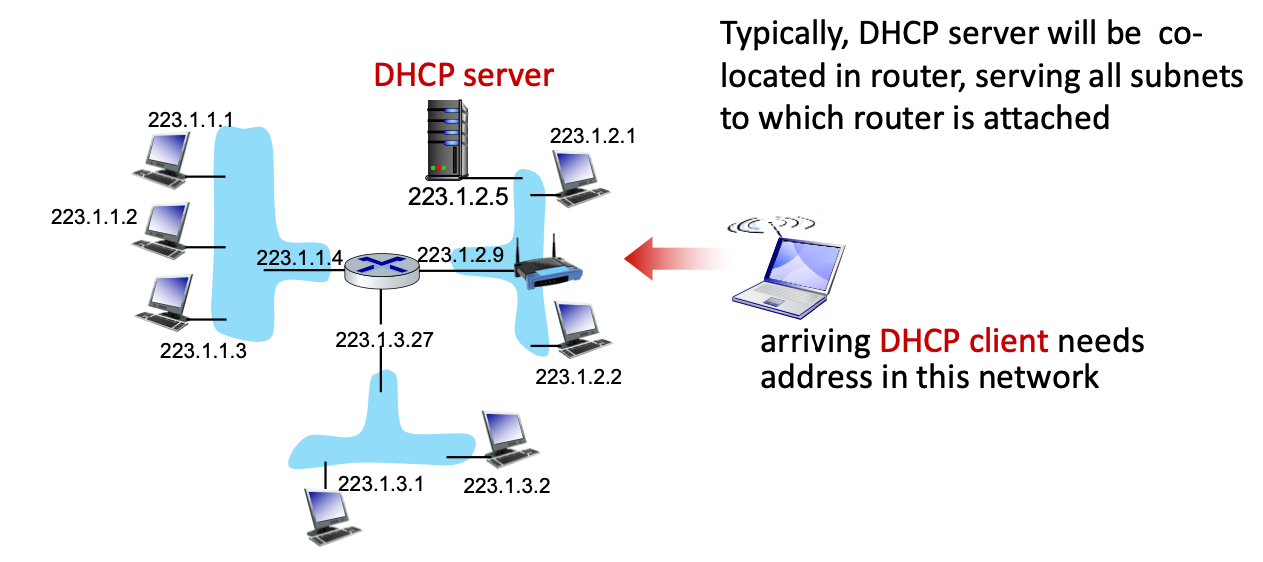 Typically, DHCP server will be co-
located in router, serving all subnets
to which router is attached
DHCP server
223.1.1.1
223.1.2.1
223.1.2.5
223.1.1.2
223.1.1.4
223.1.2.9
223.1.3.27
223.1.1.3
arriving DHCP client needs
address in this network
223.1.2.2
223.1.3.1
223.1.3.2